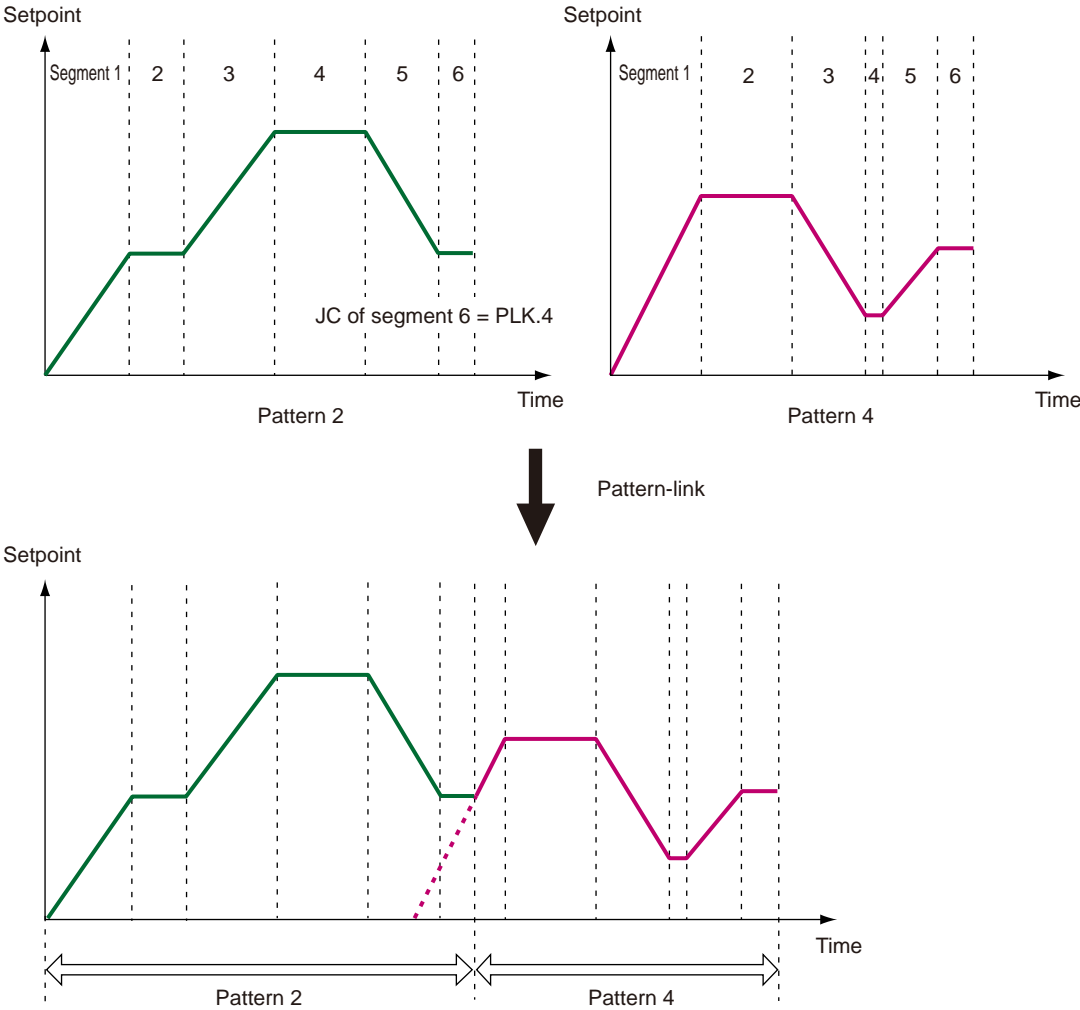 Setpoint
Segment 1 2 3 4 5 6
JC of segment 6 = PLK.4
Time
Pattern 2
Setpoint
Segment 1 2 3 4 5 6
Time
Pattern 4
Pattern-link
Setpoint
Time
Pattern 2
Pattern 4